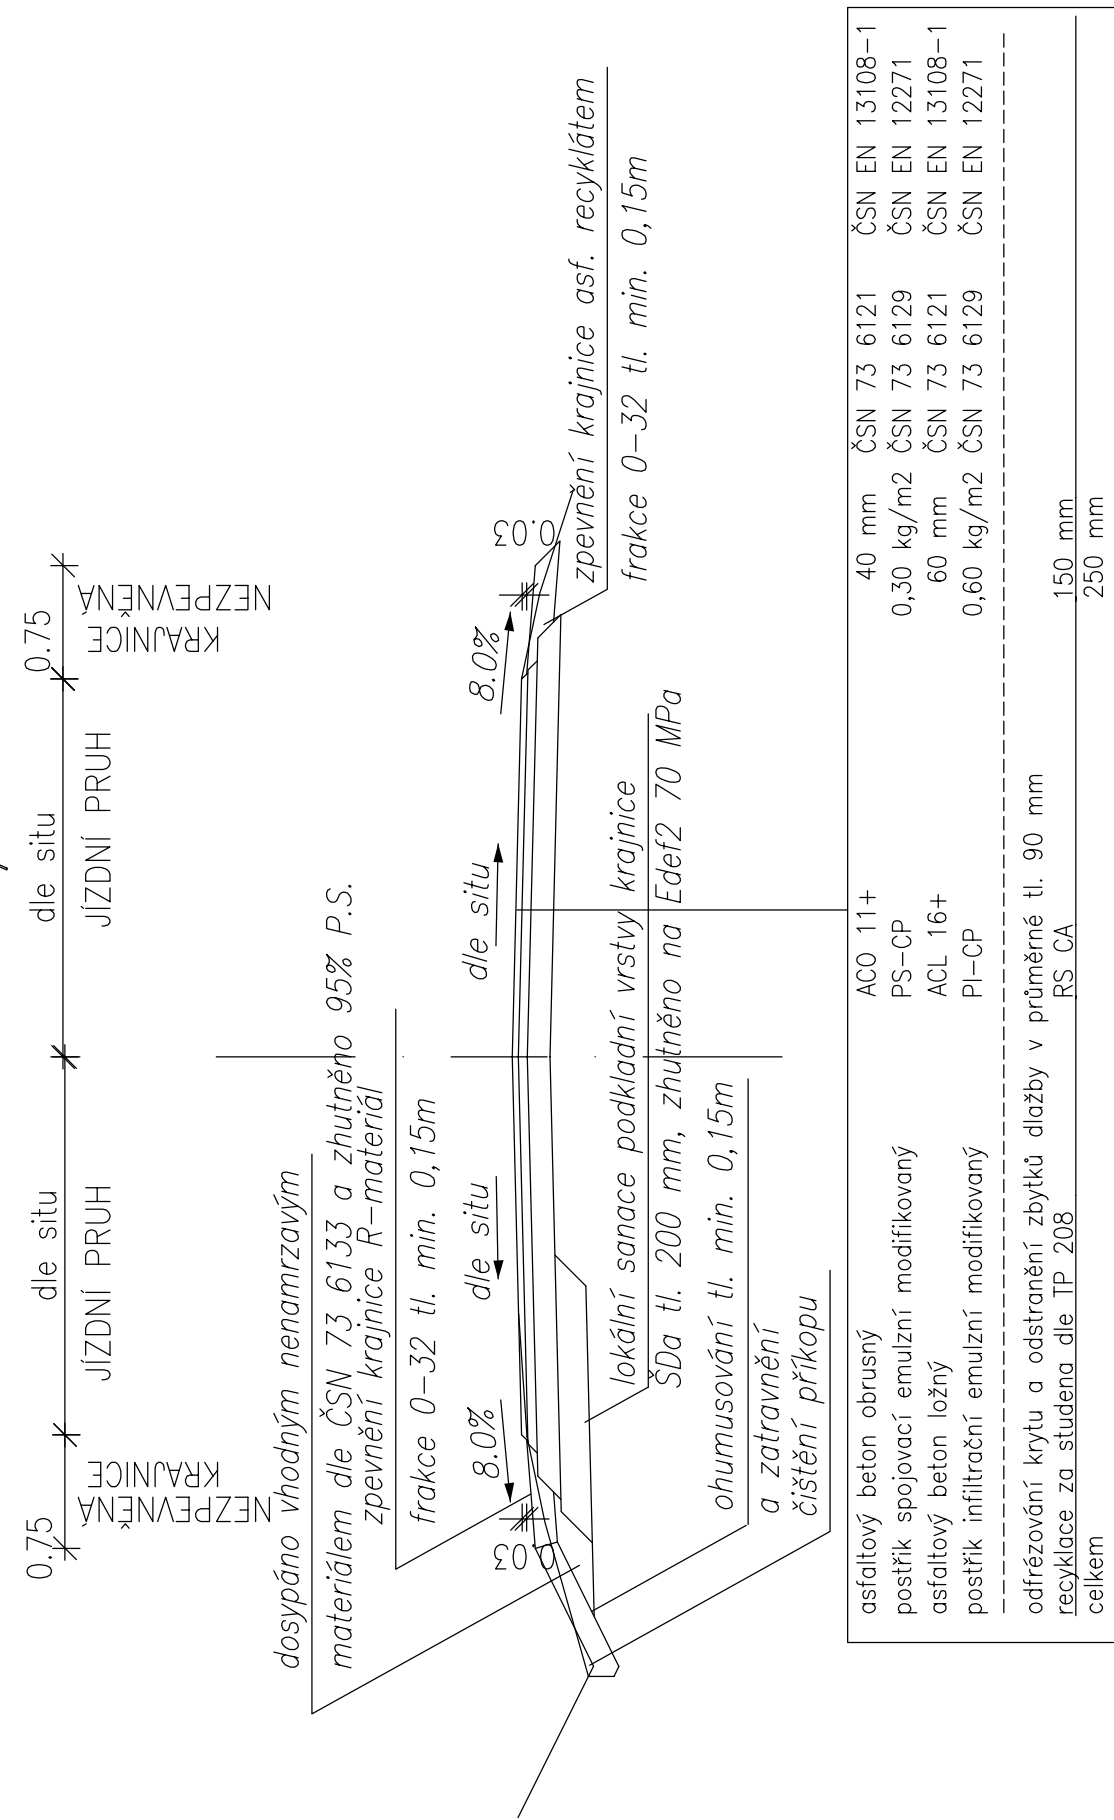 0.75
dle situ
dle situ
0.75
NEZPEVNĚNÁ
KRAJNICE
JÍZDNÍ PRUH
JÍZDNÍ PRUH
NEZPEVNĚNÁ
KRAJNICE
dosypáno vhodným nenamrzavým
materiálem dle ČSN 73 6133 a zhutněno 95% P.S.
zpevnění krajnice R-materiál
frakce 0-32 tl. min. 0,15m
8.0%
dle situ
dle situ
8.0%
0.03
0.03
zpevnění krajnice asf. recyklátem
frakce 0-32 tl. min. 0,15m
lokální sanace podkladní vrstvy krajnice
ŠDa tl. 200 mm, zhutněno na Edef2 70 MPa
ohumusování tl. min. 0,15m
a zatravnění
čištění příkopu
asfaltový beton obrusný ACO 11+ 40 mm ČSN 73 6121 ČSN EN 13108-1
postřik spojovací emulzní modifikovaný PS-CP 0,30 kg/m2 ČSN 73 6129 ČSN EN 12271
asfaltový beton ložný ACL 16+ 60 mm ČSN 73 6121 ČSN EN 13108-1
postřik infiltrační emulzní modifikovaný PI-CP 0,60 kg/m2 ČSN 73 6129 ČSN EN 12271
odfrézování krytu a odstranění zbytků dlažby v průměrné tl. 90 mm
recyklace za studena dle TP 208 RS CA 150 mm
celkem 250 mm